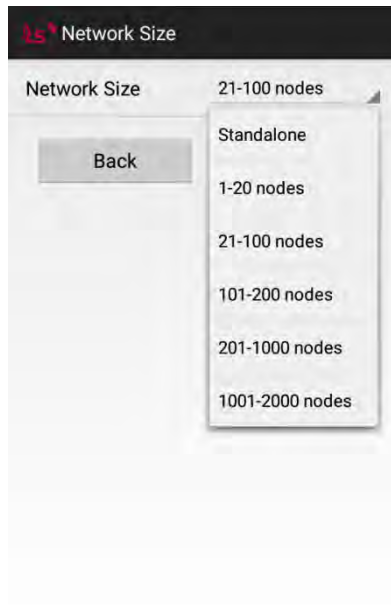 LS Network Size
Network Size 21-100 nodes
Standalone
Back
1-20 nodes
21-100 nodes
101-200 nodes
201-1000 nodes
1001-2000 nodes